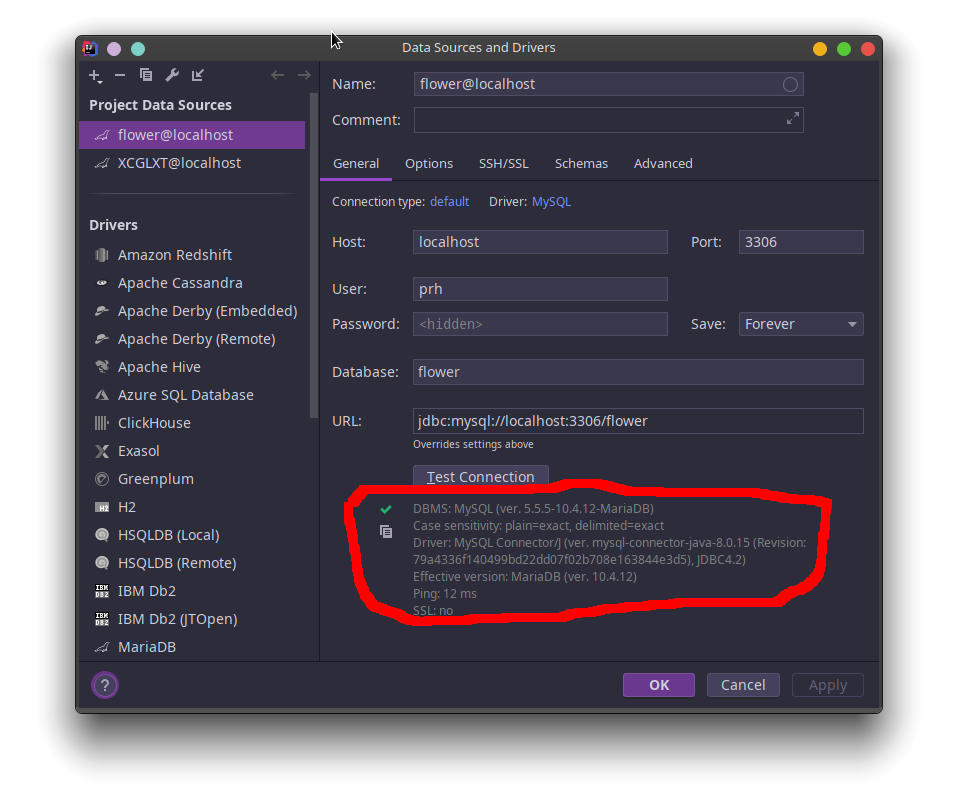 Data Sources and Drivers
Project Data Sources
flower@localhost
XCGLXT@localhost
Drivers
Amazon Redshift
Apache Cassandra
Apache Derby (Embedded)
Apache Derby (Remote)
Apache Hive
Azure SQL Database
ClickHouse
Exasol
Greenplum
H2
HSQLDB (Local)
HSQLDB (Remote)
IBM Db2
IBM Db2 (JTOpen)
MariaDB
Name: flower@localhost
Comment:
General Options SSH/SSL Schemas Advanced
Connection type: default Driver: MySQL
Host: localhost Port: 3306
User: prh
Password: <hidden> Save: Forever
Database: flower
URL: jdbc:mysql://localhost:3306/flower
Overrides settings above
Test Connection
DBMS: MySQL (ver. 5.5.5-10.4.12-MariaDB)
Case sensitivity: plain=exact, delimited=exact
Driver: MySQL Connector/J (ver. mysql-connector-java-8.0.15 (Revision:
79a4336f140499bd22dd07f02b708e163844e3d5), JDBC4.2)
Effective version: MariaDB (ver. 10.4.12)
Ping: 12 ms
SSL: no
? OK Cancel Apply